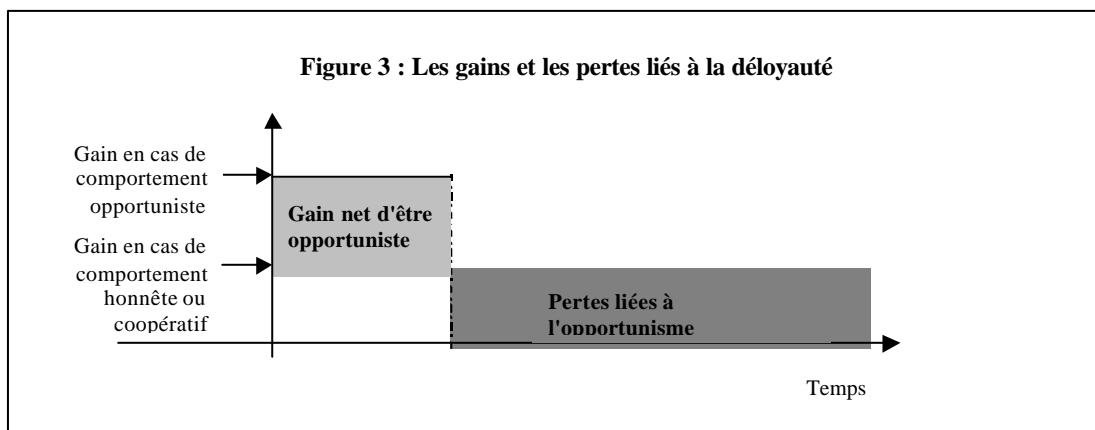 Figure 3 : Les gains et les pertes liés à la déloyauté
Gain en cas de
comportement
opportuniste
Gain net d'être
opportuniste
Gain en cas de
comportement
honnête ou
coopératif
Pertes liées à
l'opportunisme
Temps